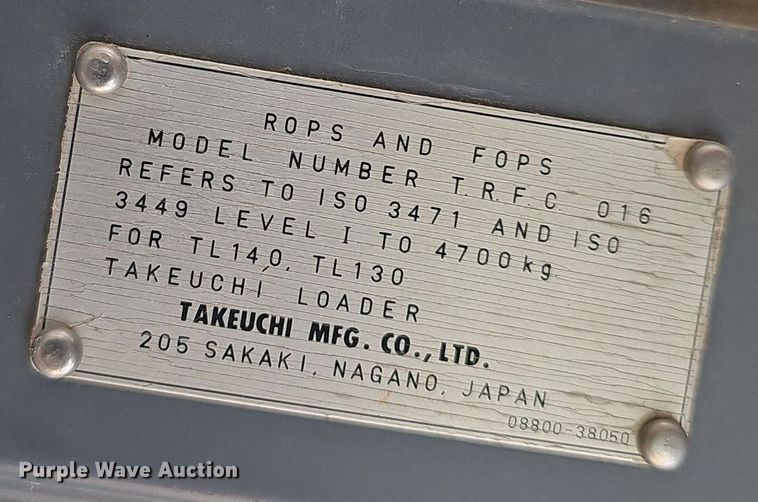 ROPS AND FOPS
MODEL NUMBER T.R.F.C. 016
REFERS TO ISO 3471 AND ISO
3449 LEVEL I TO 4700kg
FOR TL140, TL130
TAKEUCHI LOADER
TAKEUCHI MFG. CO., LTD.
205 SAKAKI, NAGANO, JAPAN
08800-38050
Purple Wave Auction